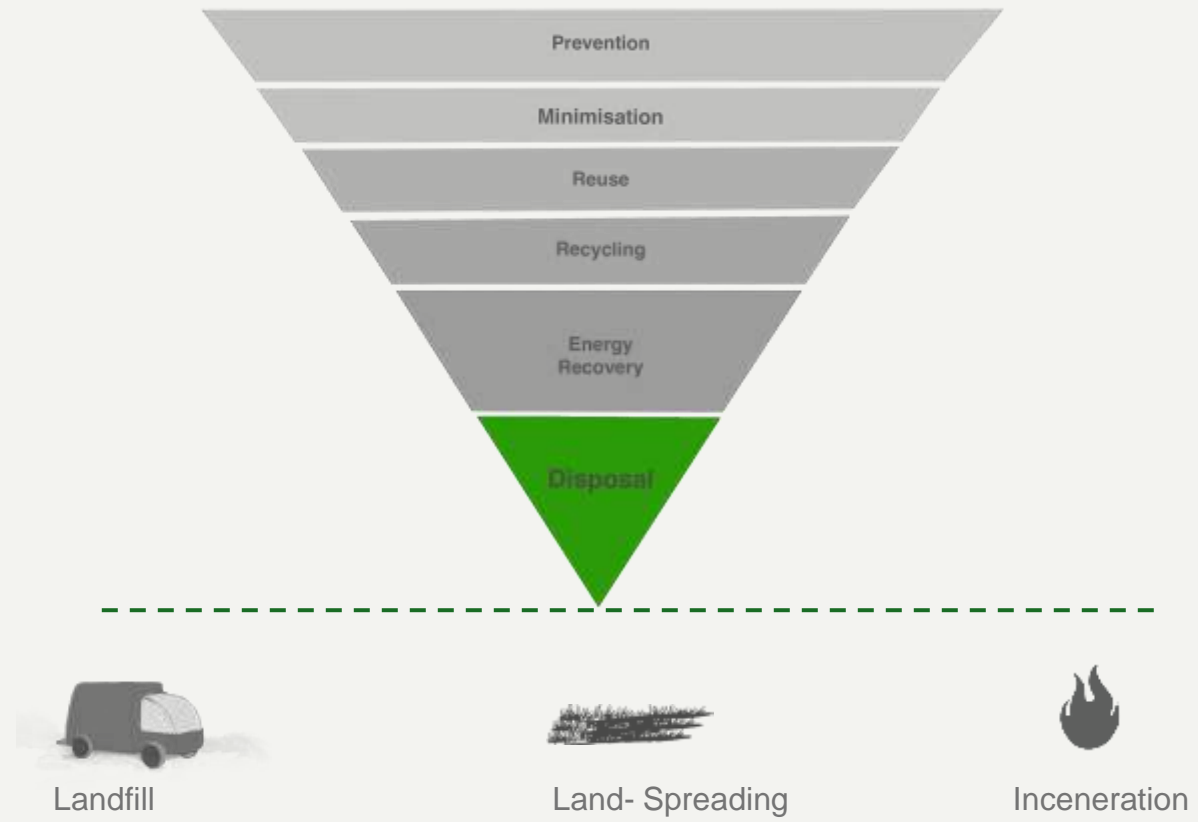 Prevention
Minimisation
Reuse
Recycling
Energy
Recovery
Disposal
Landfill
Land- Spreading
Inceneration